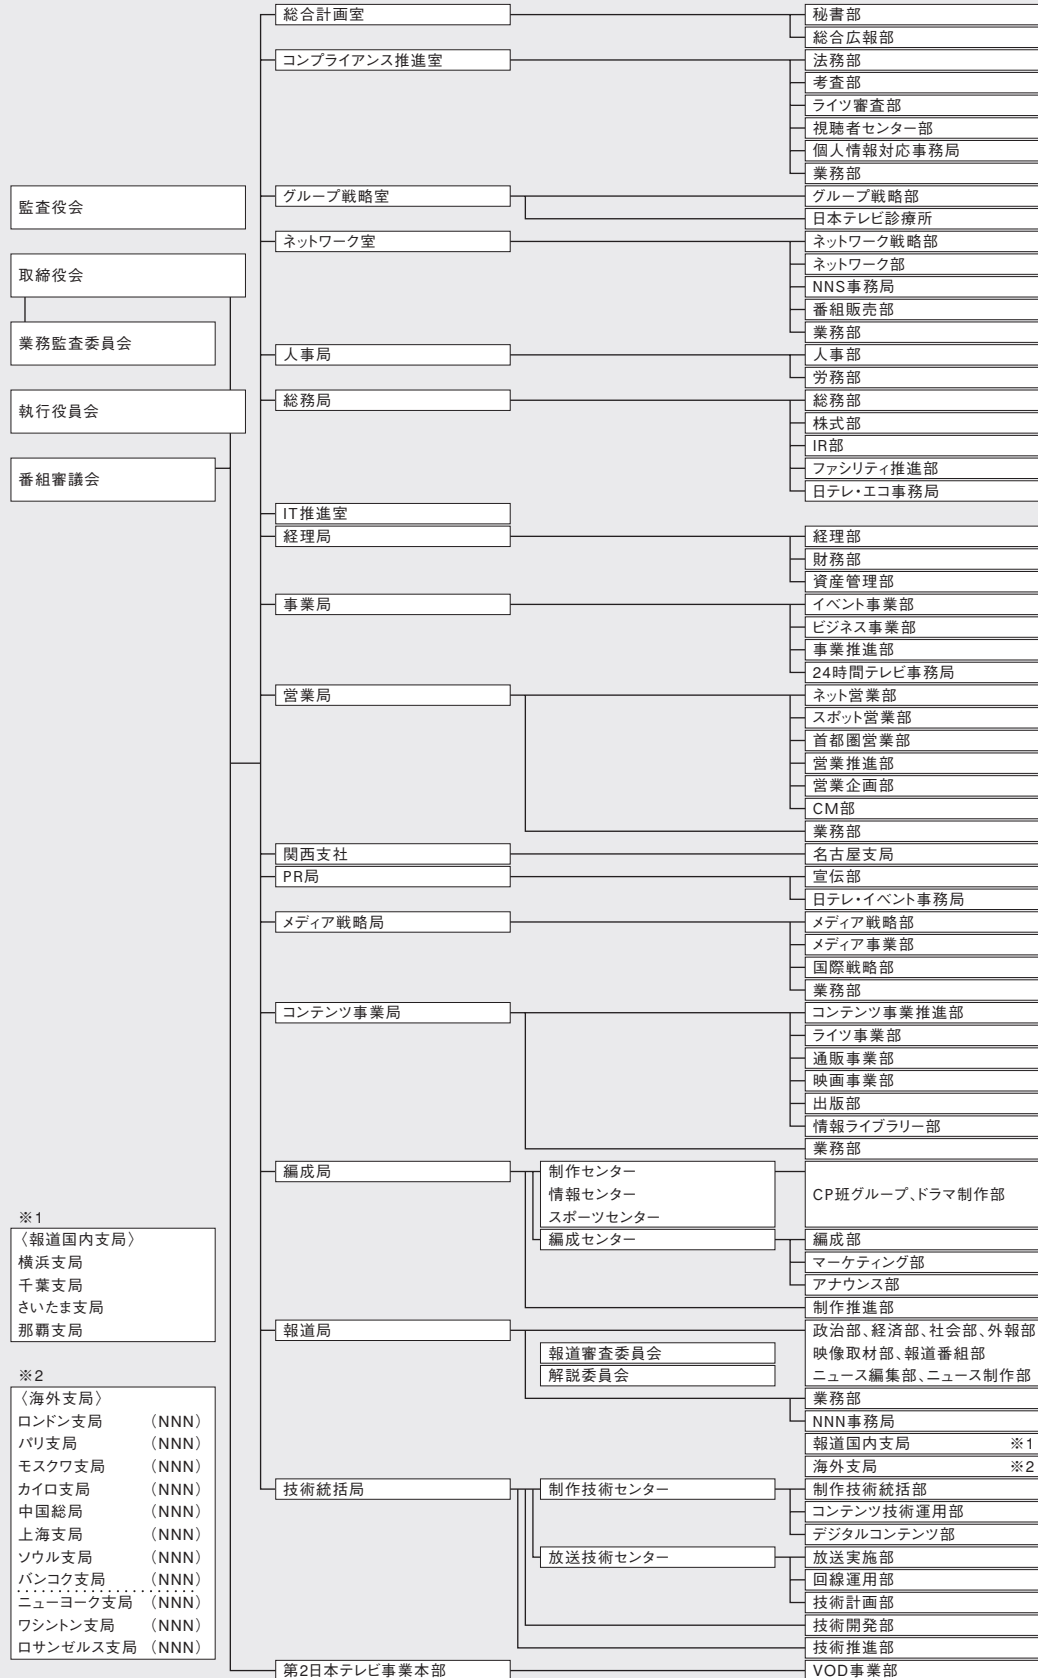 監査役会
取締役会
業務監査委員会
執行役員会
番組審議会
総合計画室
秘書部
総合広報部
コンプライアンス推進室
法務部
考査部
ライツ審査部
視聴者センター部
個人情報対応事務局
業務部
グループ戦略室
グループ戦略部
日本テレビ診療所
ネットワーク室
ネットワーク戦略部
ネットワーク部
NNS事務局
番組販売部
業務部
人事局
人事部
労務部
総務局
総務部
株式部
IR部
ファシリティ推進部
日テレ・エコ事務局
IT推進室
経理局
経理部
財務部
資産管理部
事業局
イベント事業部
ビジネス事業部
事業推進部
24時間テレビ事務局
営業局
ネット営業部
スポット営業部
首都圏営業部
営業推進部
営業企画部
CM部
業務部
関西支社
名古屋支局
PR局
宣伝部
日テレ・イベント事務局
メディア戦略局
メディア戦略部
メディア事業部
国際戦略部
業務部
コンテンツ事業局
コンテンツ事業推進部
ライツ事業部
通販事業部
映画事業部
出版部
情報ライブラリー部
業務部
編成局
制作センター
情報センター
スポーツセンター
CP班グループ、ドラマ制作部
編成センター
編成部
マーケティング部
アナウンス部
制作推進部
報道局
政治部、経済部、社会部、外報部
報道審査委員会
映像取材部、報道番組部
解説委員会
ニュース編集部、ニュース制作部
業務部
NNN事務局
報道国内支局 ※1
海外支局 ※2
技術統括局
制作技術センター
制作技術統括部
コンテンツ技術運用部
デジタルコンテンツ部
放送技術センター
放送実施部
回線運用部
技術計画部
技術開発部
技術推進部
第2日本テレビ事業本部
VOD事業部
※1
〈報道国内支局〉
横浜支局
千葉支局
さいたま支局
那覇支局
※2
〈海外支局〉
ロンドン支局 (NNN)
パリ支局 (NNN)
モスクワ支局 (NNN)
カイロ支局 (NNN)
中国総局 (NNN)
上海支局 (NNN)
ソウル支局 (NNN)
バンコク支局 (NNN)
ニューヨーク支局 (NNN)
ワシントン支局 (NNN)
ロサンゼルス支局 (NNN)